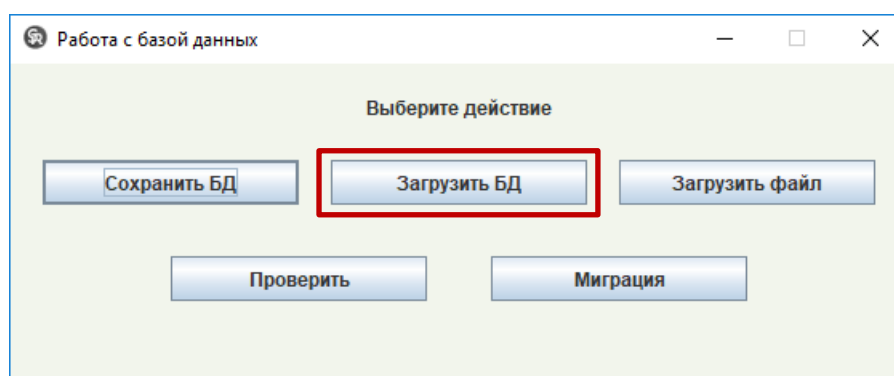 Работа с базой данных
Выберите действие
Сохранить БД Загрузить БД Загрузить файл
Проверить Миграция